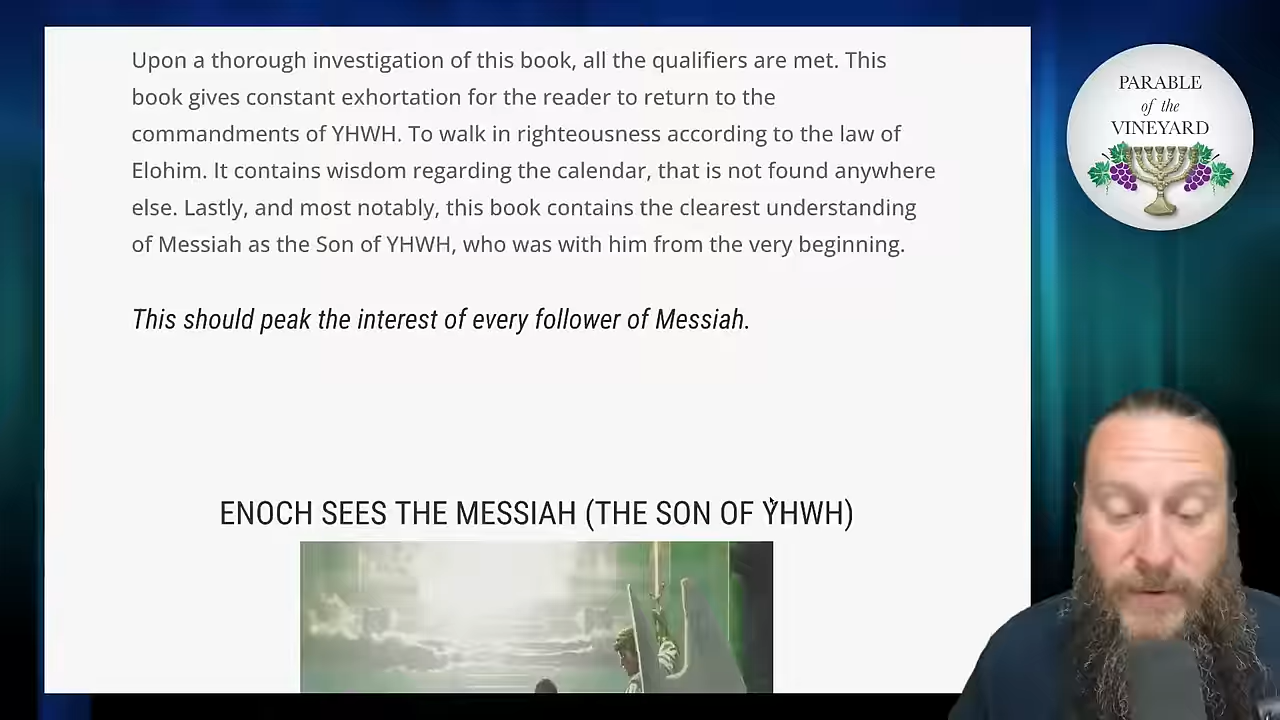 Upon a thorough investigation of this book, all the qualifiers are met. This
book gives constant exhortation for the reader to return to the
commandments of YHWH. To walk in righteousness according to the law of
Elohim. It contains wisdom regarding the calendar, that is not found anywhere
else. Lastly, and most notably, this book contains the clearest understanding
of Messiah as the Son of YHWH, who was with him from the very beginning.
This should peak the interest of every follower of Messiah.
ENOCH SEES THE MESSIAH (THE SON OF YHWH)
PARABLE
of the
VINEYARD